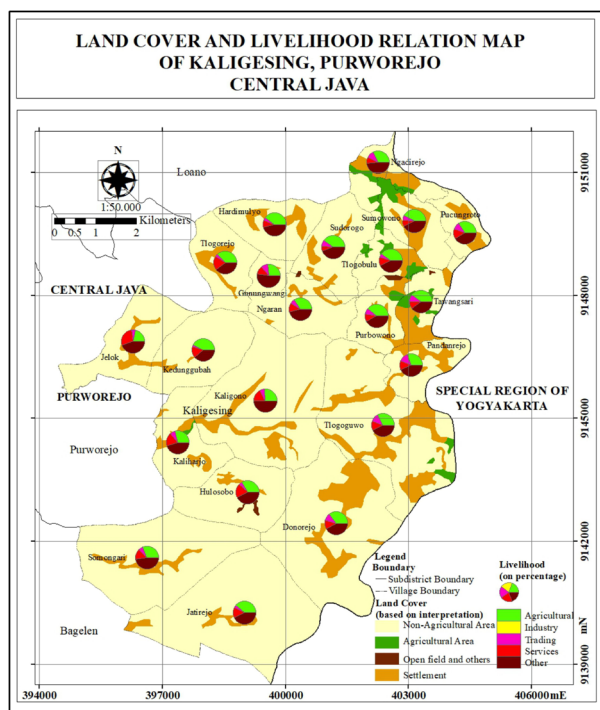 LAND COVER AND LIVELIHOOD RELATION MAP
OF KALIGESING, PURWOREJO
CENTRAL JAVA
N
1:50.000
Kilometers
0 0.5 1 2
Loano
Ngadirejo
9151000
Hardimulyo
Sudorogo
Sumowono
Pucungroto
Tlogorejo
Gunungwang
Tlogobulu
CENTRAL JAVA
9148000
Tawangsari
Ngaran
Purbowono
Jelok
Kedunggubah
Pandanrejo
PURWOREJO
SPECIAL REGION OF
YOGYAKARTA
Kaligono
Kaligesing
9145000
Tlogoguwo
Purworejo
Kaliharjo
Hulosobo
Donorejo
9142000
Somongari
Jatirejo
Bagelen
Legend
Boundary
Subdistrict Boundary
Village Boundary
Land Cover
(based on interpretation)
Non-Agricultural Area
Agricultural Area
Open field and others
Settlement
Livelihood
(on percentage)
Agricultural
Industry
Trading
Services
Other
mN
9139000
394000 397000 400000 403000 406000mE